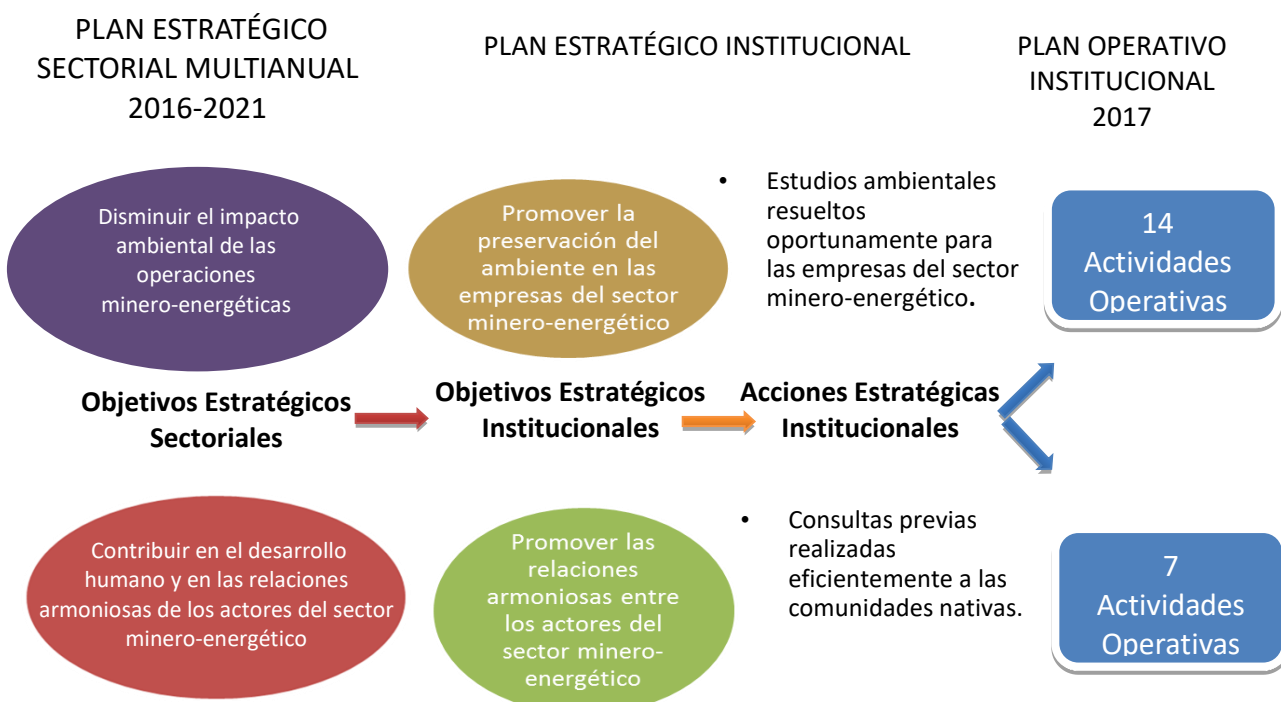 PLAN ESTRATÉGICO
SECTORIAL MULTIANUAL
2016-2021
PLAN ESTRATÉGICO INSTITUCIONAL
PLAN OPERATIVO
INSTITUCIONAL
2017
Disminuir el impacto
ambiental de las
operaciones
minero-energéticas
Promover la
preservación del
ambiente en las
empresas del sector
minero-energético
• Estudios ambientales
resueltos
oportunamente para
las empresas del sector
minero-energético.
14
Actividades
Operativas
Objetivos Estratégicos
Sectoriales
Objetivos Estratégicos
Institucionales
Acciones Estratégicas
Institucionales
Contribuir en el desarrollo
humano y en las relaciones
armoniosas de los actores del sector
minero-energético
Promover las
relaciones
armoniosas entre
los actores del
sector minero-
energético
• Consultas previas
realizadas
eficientemente a las
comunidades nativas.
7
Actividades
Operativas